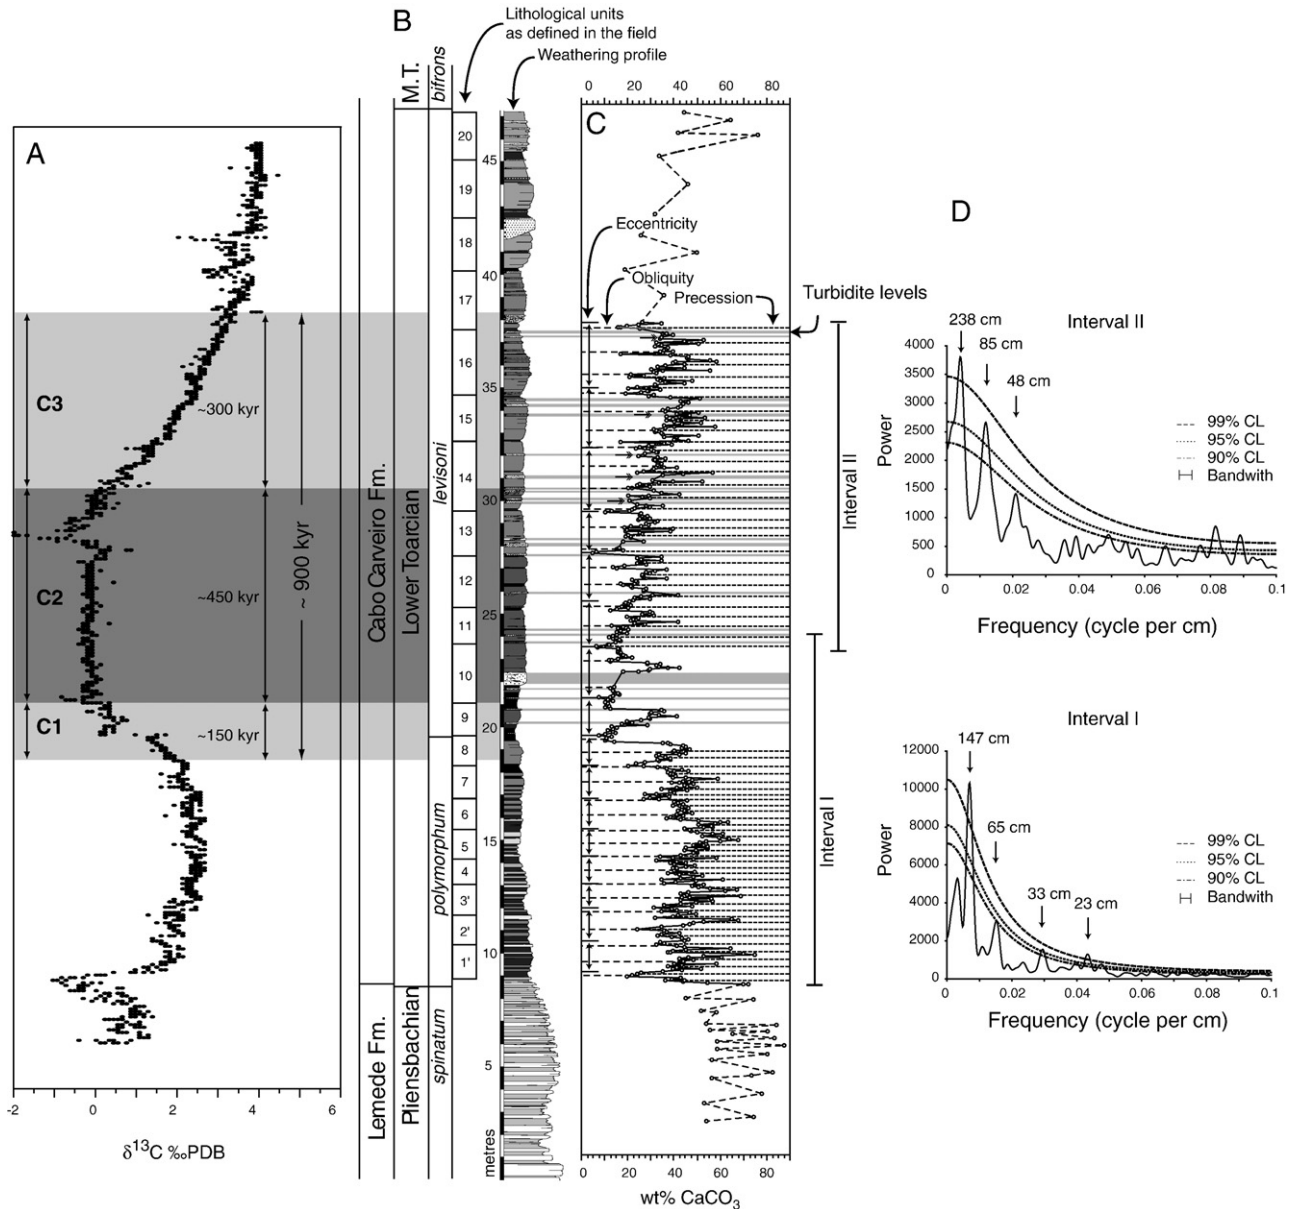 A
C3
C2
C1
~300 kyr
~450 kyr
~150 kyr
~ 900 kyr
-2 0 2 4 6
δ13C ‰PDB
B
Lithological units
as defined in the field
Weathering profile
M.T.
bifrons
Cabo Carveiro Fm.
Lower Toarcian
levisoni
polymorphum
Lemede Fm.
Pliensbachian
spinatum
20
19
18
17
16
15
14
13
12
11
10
9
8
7
6
5
4
3'
2'
1'
45
40
35
30
25
20
15
10
5
metres
C
0 20 40 60 80
Eccentricity
Obliquity
Precession
Turbidite levels
Interval II
Interval I
0 20 40 60 80
wt% CaCO3
D
Interval II
238 cm
85 cm
48 cm
4000
3500
3000
2500
2000
1500
1000
500
0
Power
99% CL
95% CL
90% CL
Bandwith
0 0.02 0.04 0.06 0.08 0.1
Frequency (cycle per cm)
Interval I
147 cm
65 cm
33 cm
23 cm
12000
10000
8000
6000
4000
2000
0
Power
99% CL
95% CL
90% CL
Bandwith
0 0.02 0.04 0.06 0.08 0.1
Frequency (cycle per cm)